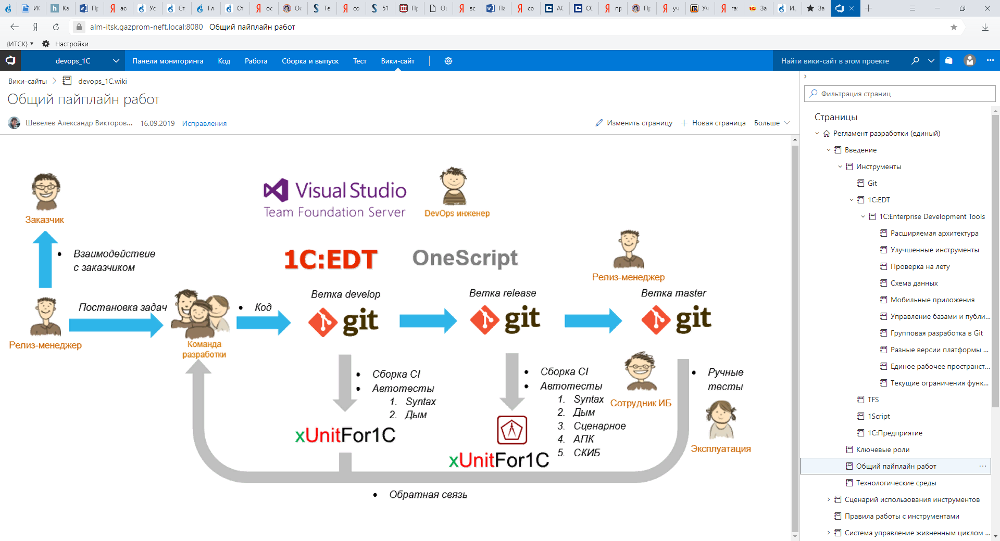 ИС
Ка
Пр
ао
Ус
Ст
Гл
Ст
ос
Ос
Те
со
51
Пр
вс
Па
со
АС
СС
пр
Пр
уч
Уч
га:
За
И.,
За
alm-itsk.gazprom-neft.local:8080 Общий пайплайн работ
{ИТСК}
Настройки
devops_1C
Панели мониторинга
Код
Работа
Сборка и выпуск
Тест
Вики-сайт
Найти вики-сайт в этом проекте
Вики-сайты
devops_1C.wiki
Общий пайплайн работ
Шевелев Александр Викторов...
16.09.2019
Исправления
Изменить страницу
Новая страница
Больше
Заказчик
Visual Studio
Team Foundation Server
DevOps инженер
• Взаимодействие
с заказчиком
1C:EDT
OneScript
Релиз-менеджер
Релиз-менеджер
Постановка задач
Команда
разработки
• Код
Ветка develop
git
Ветка release
git
Ветка master
git
• Сборка CI
• Автотесты
1. Syntax
2. Дым
xUnitFor1C
• Сборка CI
• Автотесты
1. Syntax
2. Дым
3. Сценарное
4. АПК
5. СКИБ
xUnitFor1C
Сотрудник ИБ
• Ручные
тесты
Эксплуатация
• Обратная связь
Фильтрация страниц
Страницы
Регламент разработки (единый)
Введение
Инструменты
Git
1C:EDT
1C:Enterprise Development Tools
Расширяемая архитектура
Улучшенные инструменты
Проверка на лету
Схема данных
Мобильные приложения
Управление базами и публи...
Групповая разработка в Git
Разные версии платформы ...
Единое рабочее пространст...
Текущие ограничения функ...
TFS
1Script
1С:Предприятие
Ключевые роли
Общий пайплайн работ
Технологические среды
Сценарий использования инструментов
Правила работы с инструментами
Система управление жизненным циклом ...